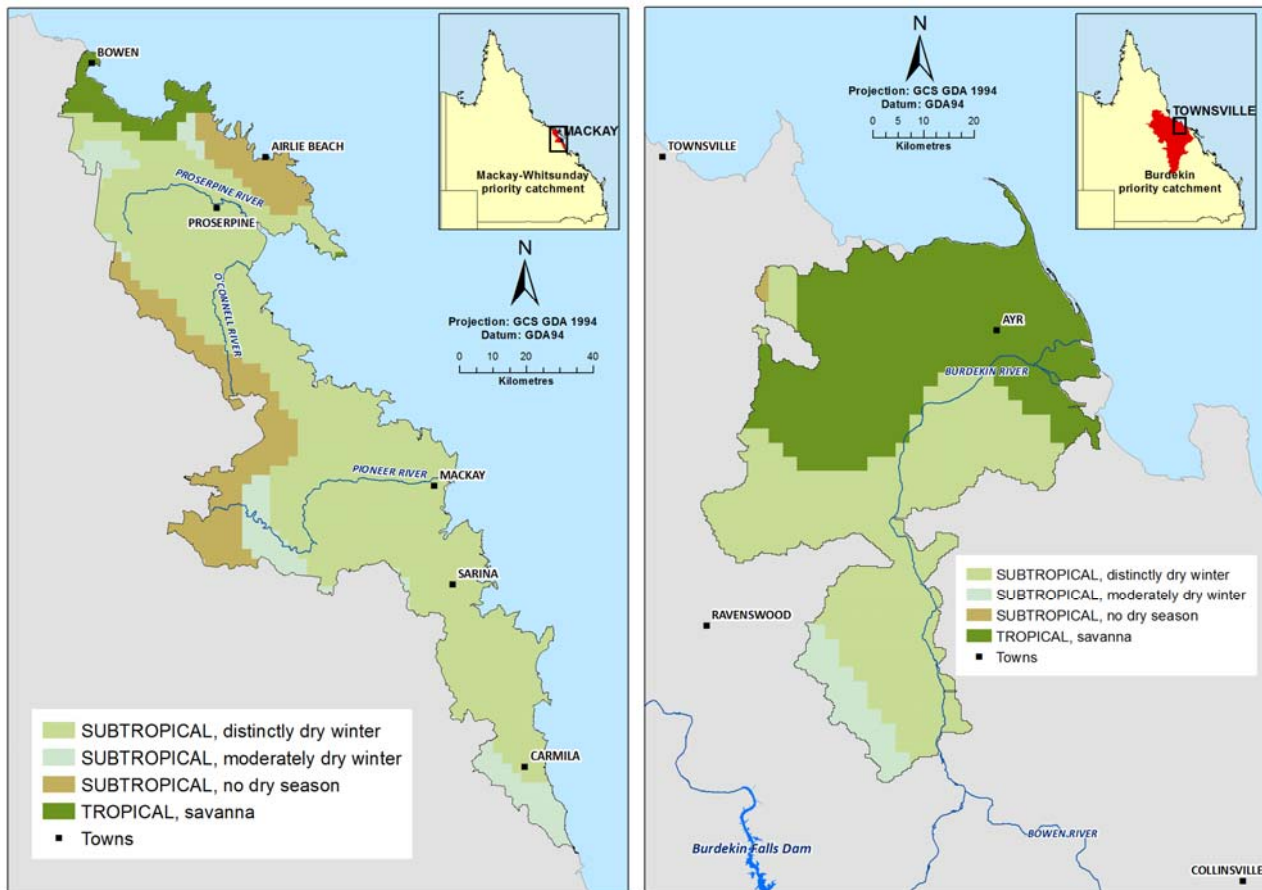 BOWEN
AIRLIE BEACH
PROSERPINE RIVER
PROSERPINE
O'CONNELL RIVER
PIONEER RIVER
MACKAY
SARINA
CARMILA
MACKAY
Mackay-Whitsunday
priority catchment
N
Projection: GCS GDA 1994
Datum: GDA94
0 10 20 40
Kilometres
SUBTROPICAL, distinctly dry winter
SUBTROPICAL, moderately dry winter
SUBTROPICAL, no dry season
TROPICAL, savanna
Towns
N
Projection: GCS GDA 1994
Datum: GDA94
0 5 10 20
Kilometres
TOWNSVILLE
Burdekin
priority catchment
TOWNSVILLE
AYR
BURDEKIN RIVER
RAVENSWOOD
SUBTROPICAL, distinctly dry winter
SUBTROPICAL, moderately dry winter
SUBTROPICAL, no dry season
TROPICAL, savanna
Towns
BOWEN RIVER
Burdekin Falls Dam
COLLINSVILLE